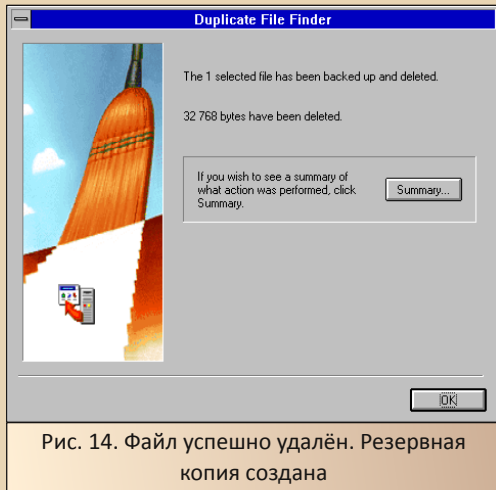 Duplicate File Finder
The 1 selected file has been backed up and deleted.
32 768 bytes have been deleted.
If you wish to see a summary of
what action was performed, click
Summary.
Summary...
OK
Рис. 14. Файл успешно удалён. Резервная
копия создана